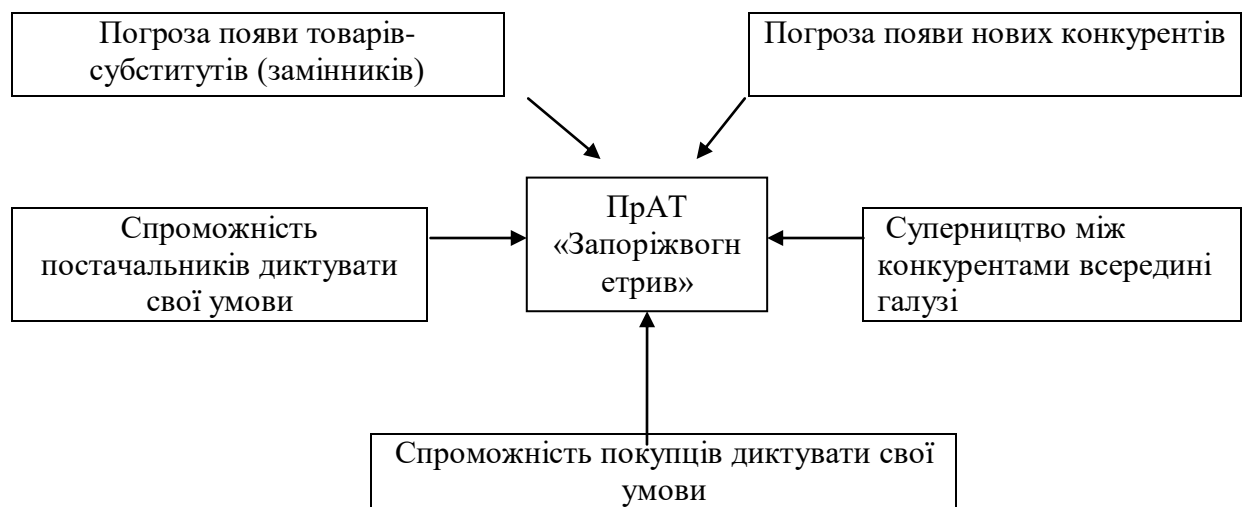 Погроза появи товарів-
субститутів (замінників)
Погроза появи нових конкурентів
ПрАТ
«Запоріжвогн
етрив»
Спроможність
постачальників диктувати
свої умови
Суперництво між
конкурентами всередині
галузі
Спроможність покупців диктувати свої
умови